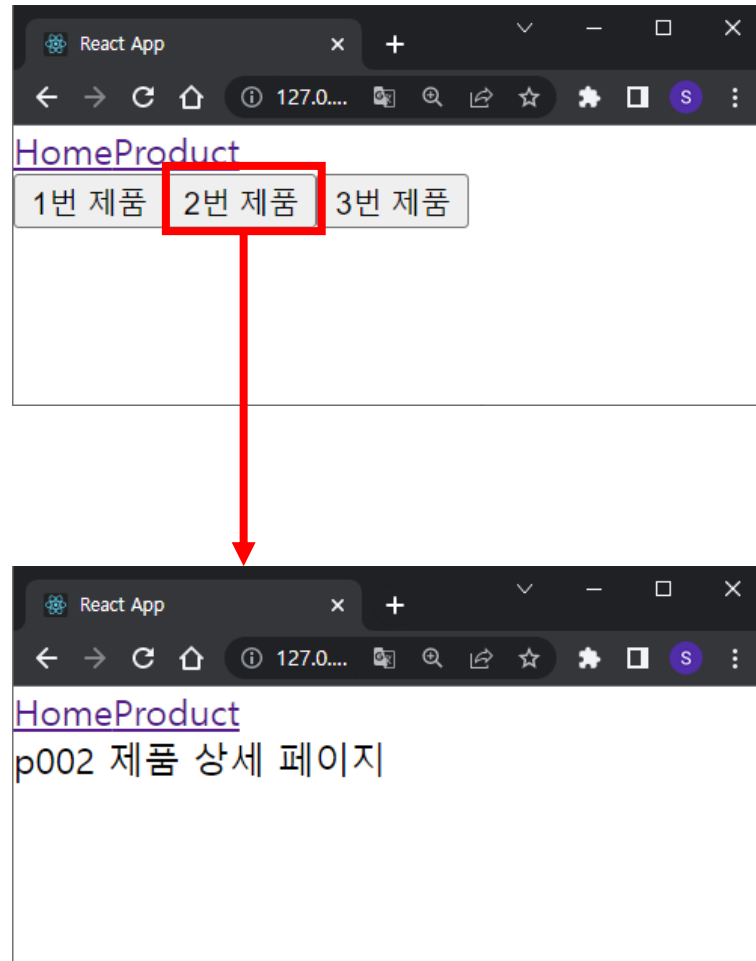 React App
127.0....
S
HomeProduct
1번 제품 2번 제품 3번 제품
React App
127.0....
S
HomeProduct
p002 제품 상세 페이지